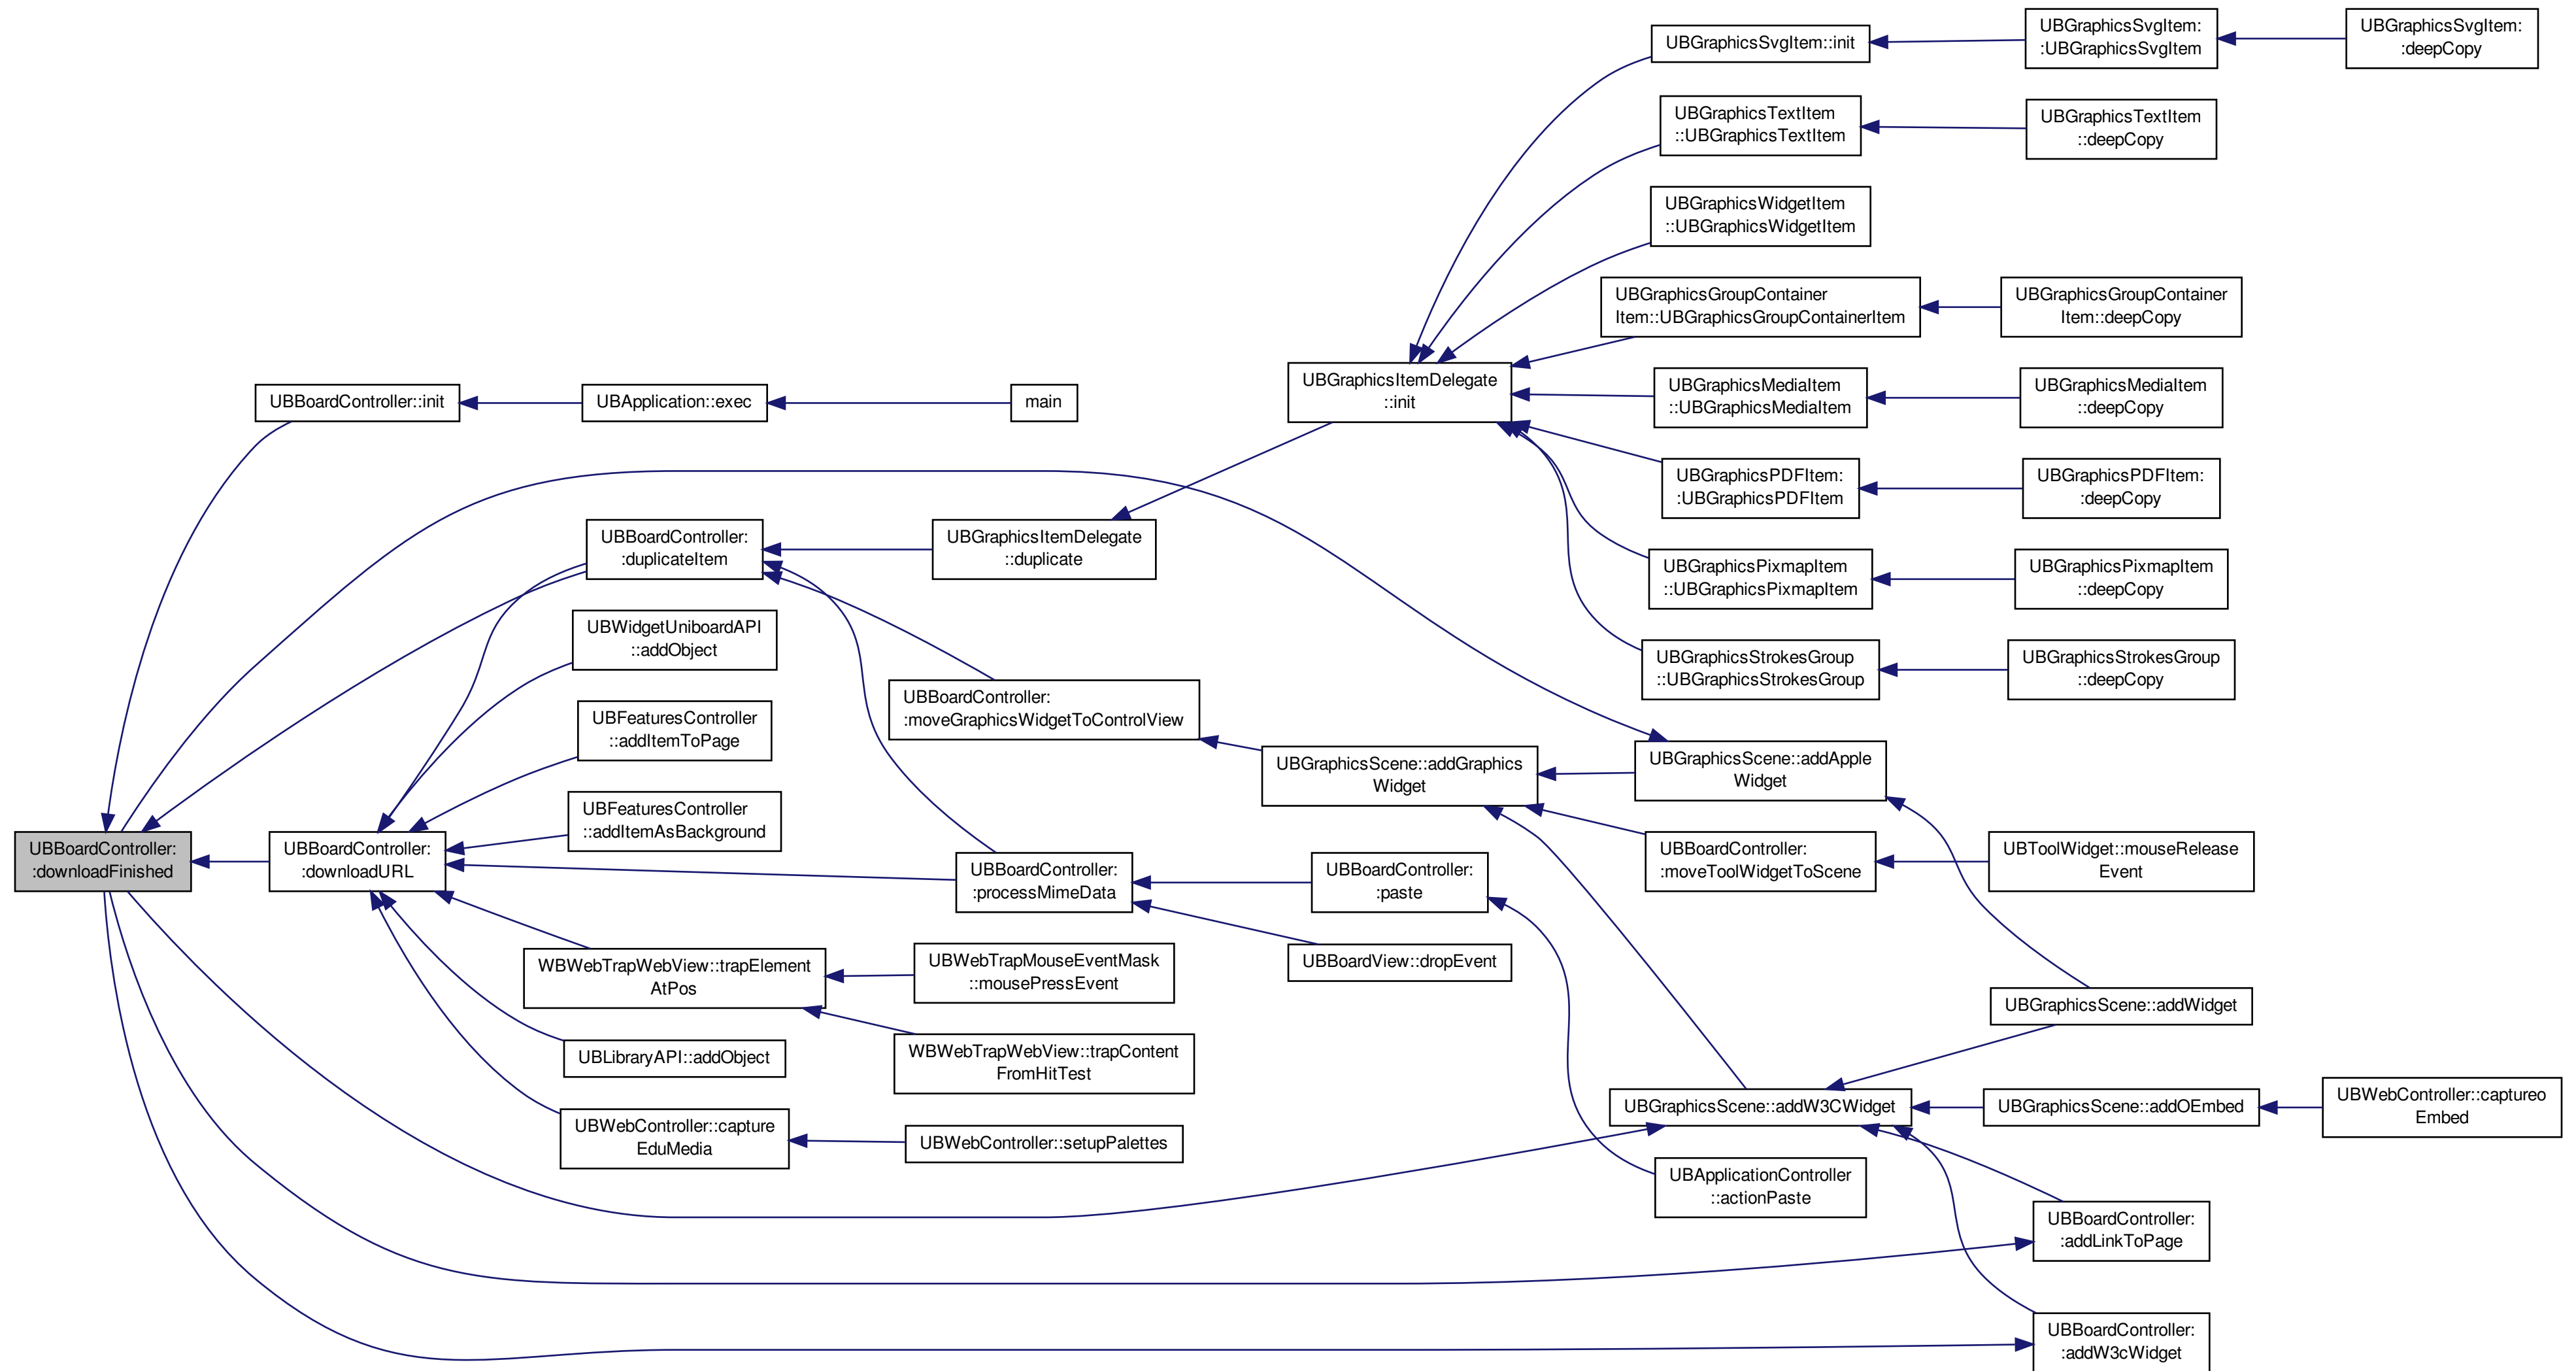 UBGraphicsSvgItem::init
UBGraphicsSvgItem:
:UBGraphicsSvgItem
UBGraphicsSvgItem:
:deepCopy
UBGraphicsTextItem
::UBGraphicsTextItem
UBGraphicsTextItem
::deepCopy
UBGraphicsWidgetItem
::UBGraphicsWidgetItem
UBGraphicsGroupContainer
Item::UBGraphicsGroupContainerItem
UBGraphicsGroupContainer
Item::deepCopy
UBGraphicsItemDelegate
::init
UBGraphicsMediaItem
::UBGraphicsMediaItem
UBGraphicsMediaItem
::deepCopy
UBBoardController::init
UBApplication::exec
main
UBGraphicsPDFItem:
:UBGraphicsPDFItem
UBGraphicsPDFItem:
:deepCopy
UBBoardController:
:duplicateItem
UBGraphicsItemDelegate
::duplicate
UBGraphicsPixmapItem
::UBGraphicsPixmapItem
UBGraphicsPixmapItem
::deepCopy
UBWidgetUniboardAPI
::addObject
UBGraphicsStrokesGroup
::UBGraphicsStrokesGroup
UBGraphicsStrokesGroup
::deepCopy
UBBoardController:
:moveGraphicsWidgetToControlView
UBFeaturesController
::addItemToPage
UBGraphicsScene::addGraphics
Widget
UBGraphicsScene::addApple
Widget
UBFeaturesController
::addItemAsBackground
UBBoardController:
:downloadFinished
UBBoardController:
:downloadURL
UBBoardController:
:moveToolWidgetToScene
UBToolWidget::mouseRelease
Event
UBBoardController:
:processMimeData
UBBoardController:
:paste
WBWebTrapWebView::trapElement
AtPos
UBWebTrapMouseEventMask
::mousePressEvent
UBBoardView::dropEvent
UBGraphicsScene::addWidget
UBLibraryAPI::addObject
WBWebTrapWebView::trapContent
FromHitTest
UBGraphicsScene::addW3CWidget
UBGraphicsScene::addOEmbed
UBWebController::captureo
Embed
UBWebController::capture
EduMedia
UBWebController::setupPalettes
UBApplicationController
::actionPaste
UBBoardController:
:addLinkToPage
UBBoardController:
:addW3cWidget